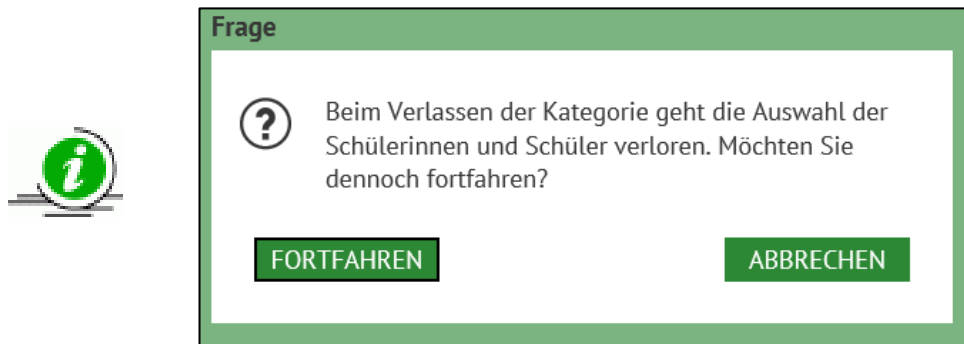 Frage
Beim Verlassen der Kategorie geht die Auswahl der
Schülerinnen und Schüler verloren. Möchten Sie
dennoch fortfahren?
FORTFAHREN
ABBRECHEN